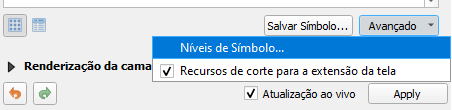 Salvar Símbolo...
Avançado
Níveis de Símbolo...
Recursos de corte para a extensão da tela
Renderização da cama
Atualização ao vivo
Apply